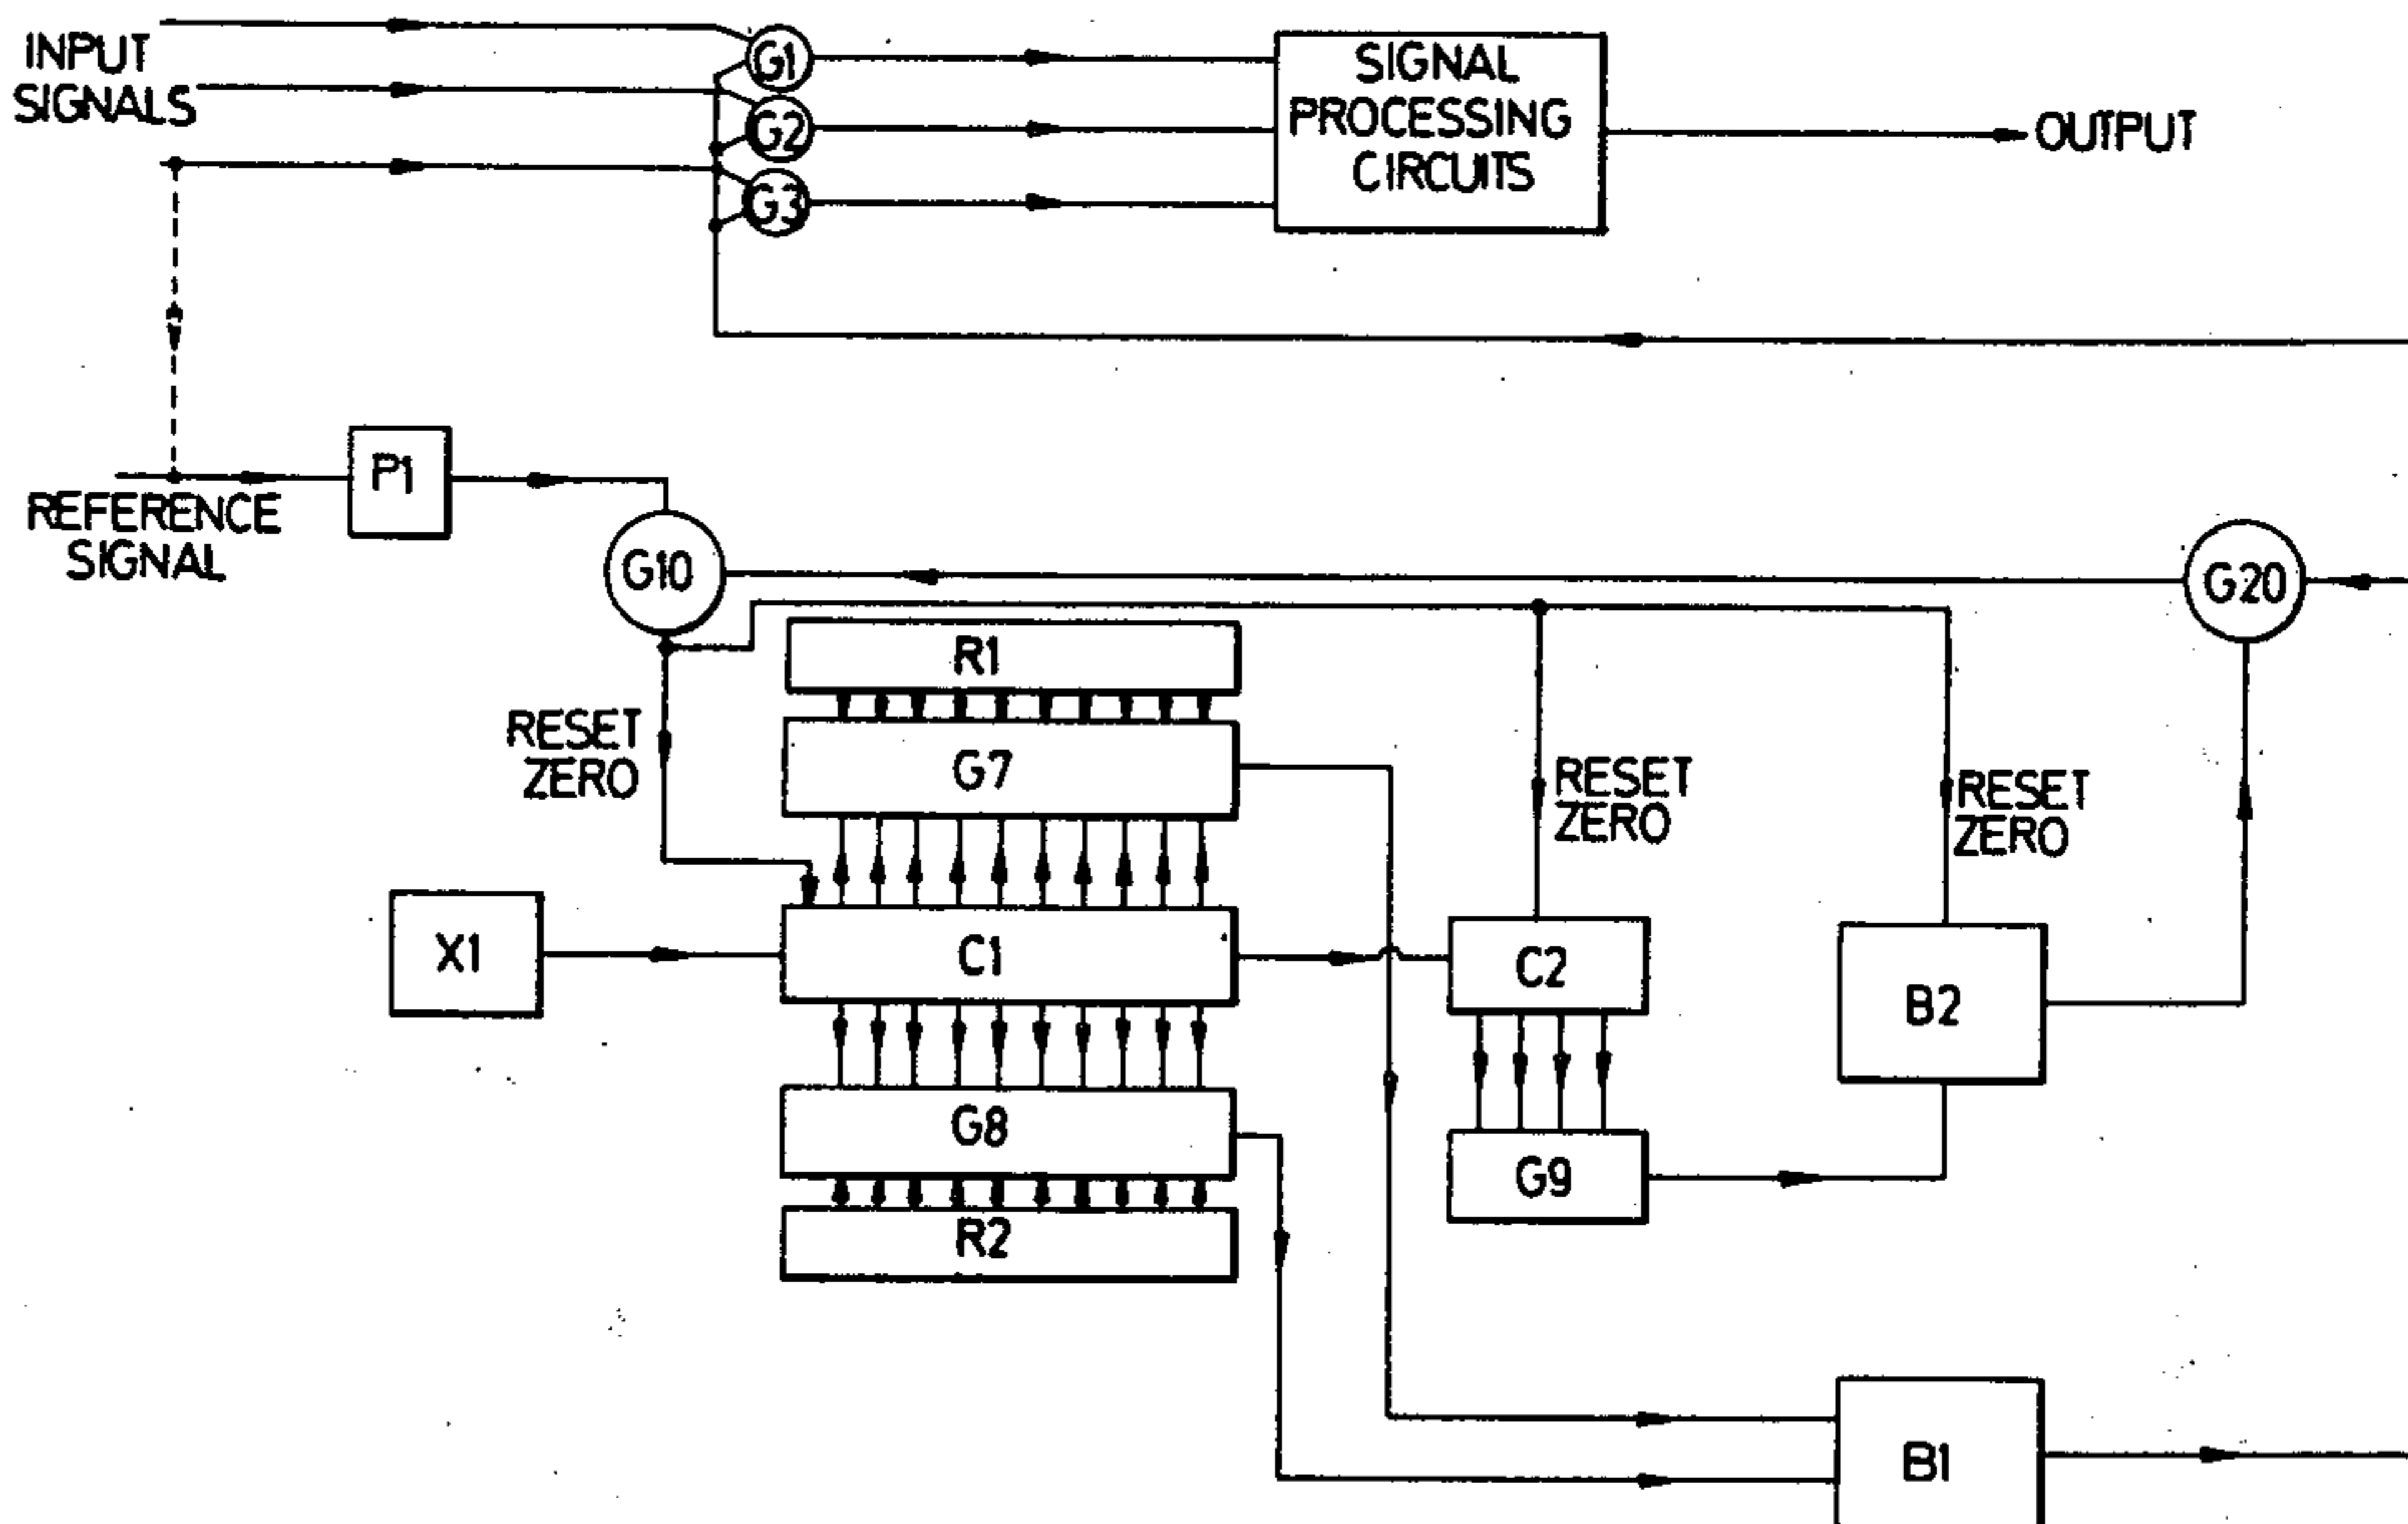 INPUT
SIGNALS
G1
G2
G3
SIGNAL
PROCESSING
CIRCUITS
OUTPUT
REFERENCE
SIGNAL
P1
G10
G20
R1
RESET
ZERO
G7
RESET
ZERO
RESET
ZERO
X1
C1
C2
B2
G8
G9
R2
B1